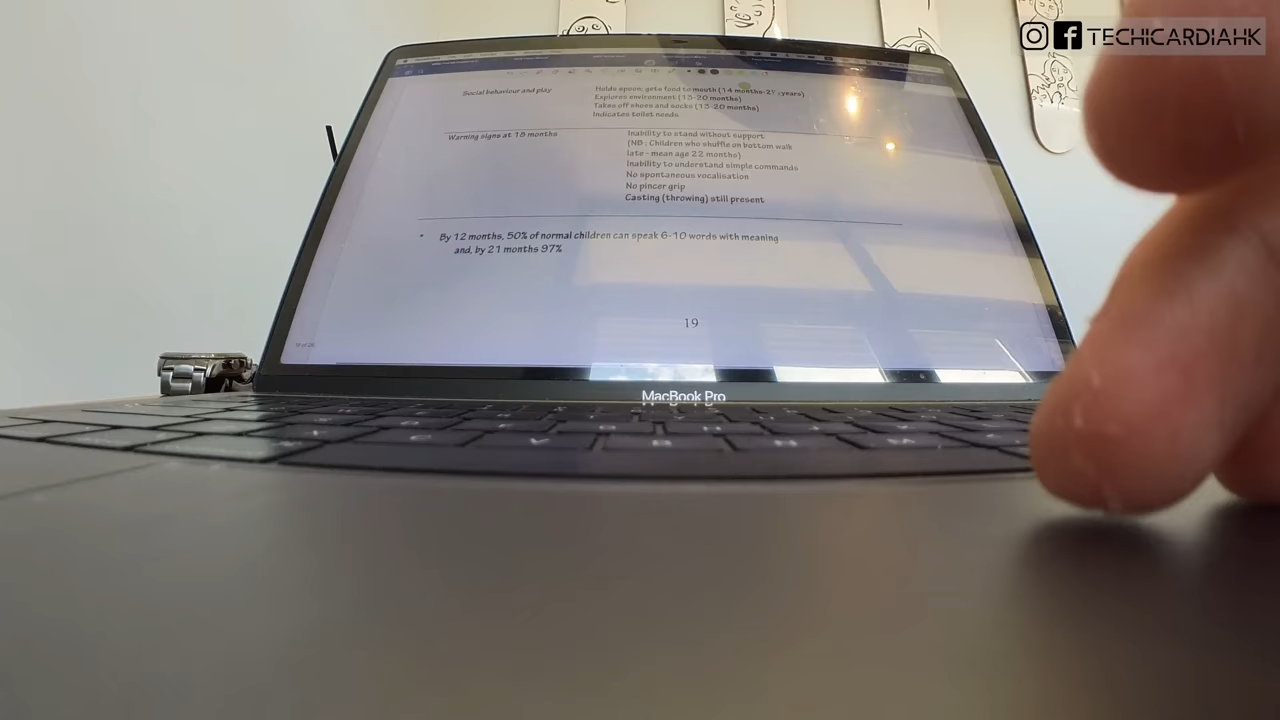 TECHICARDIAHK
Social behaviour and play
Holds spoon, gets food to mouth (14 months-2½ years)
Explores environment (13-20 months)
Takes off shoes and socks (13-20 months)
Indicates toilet needs
Warning signs at 18 months
Inability to stand without support
(NB : Children who shuffle on bottom walk
late - mean age 22 months)
Inability to understand simple commands
No spontaneous vocalisation
No pincer grip
Casting (throwing) still present
• By 12 months, 50% of normal children can speak 6-10 words with meaning
and, by 21 months 97%
19
MacBook Pro
C V B N M